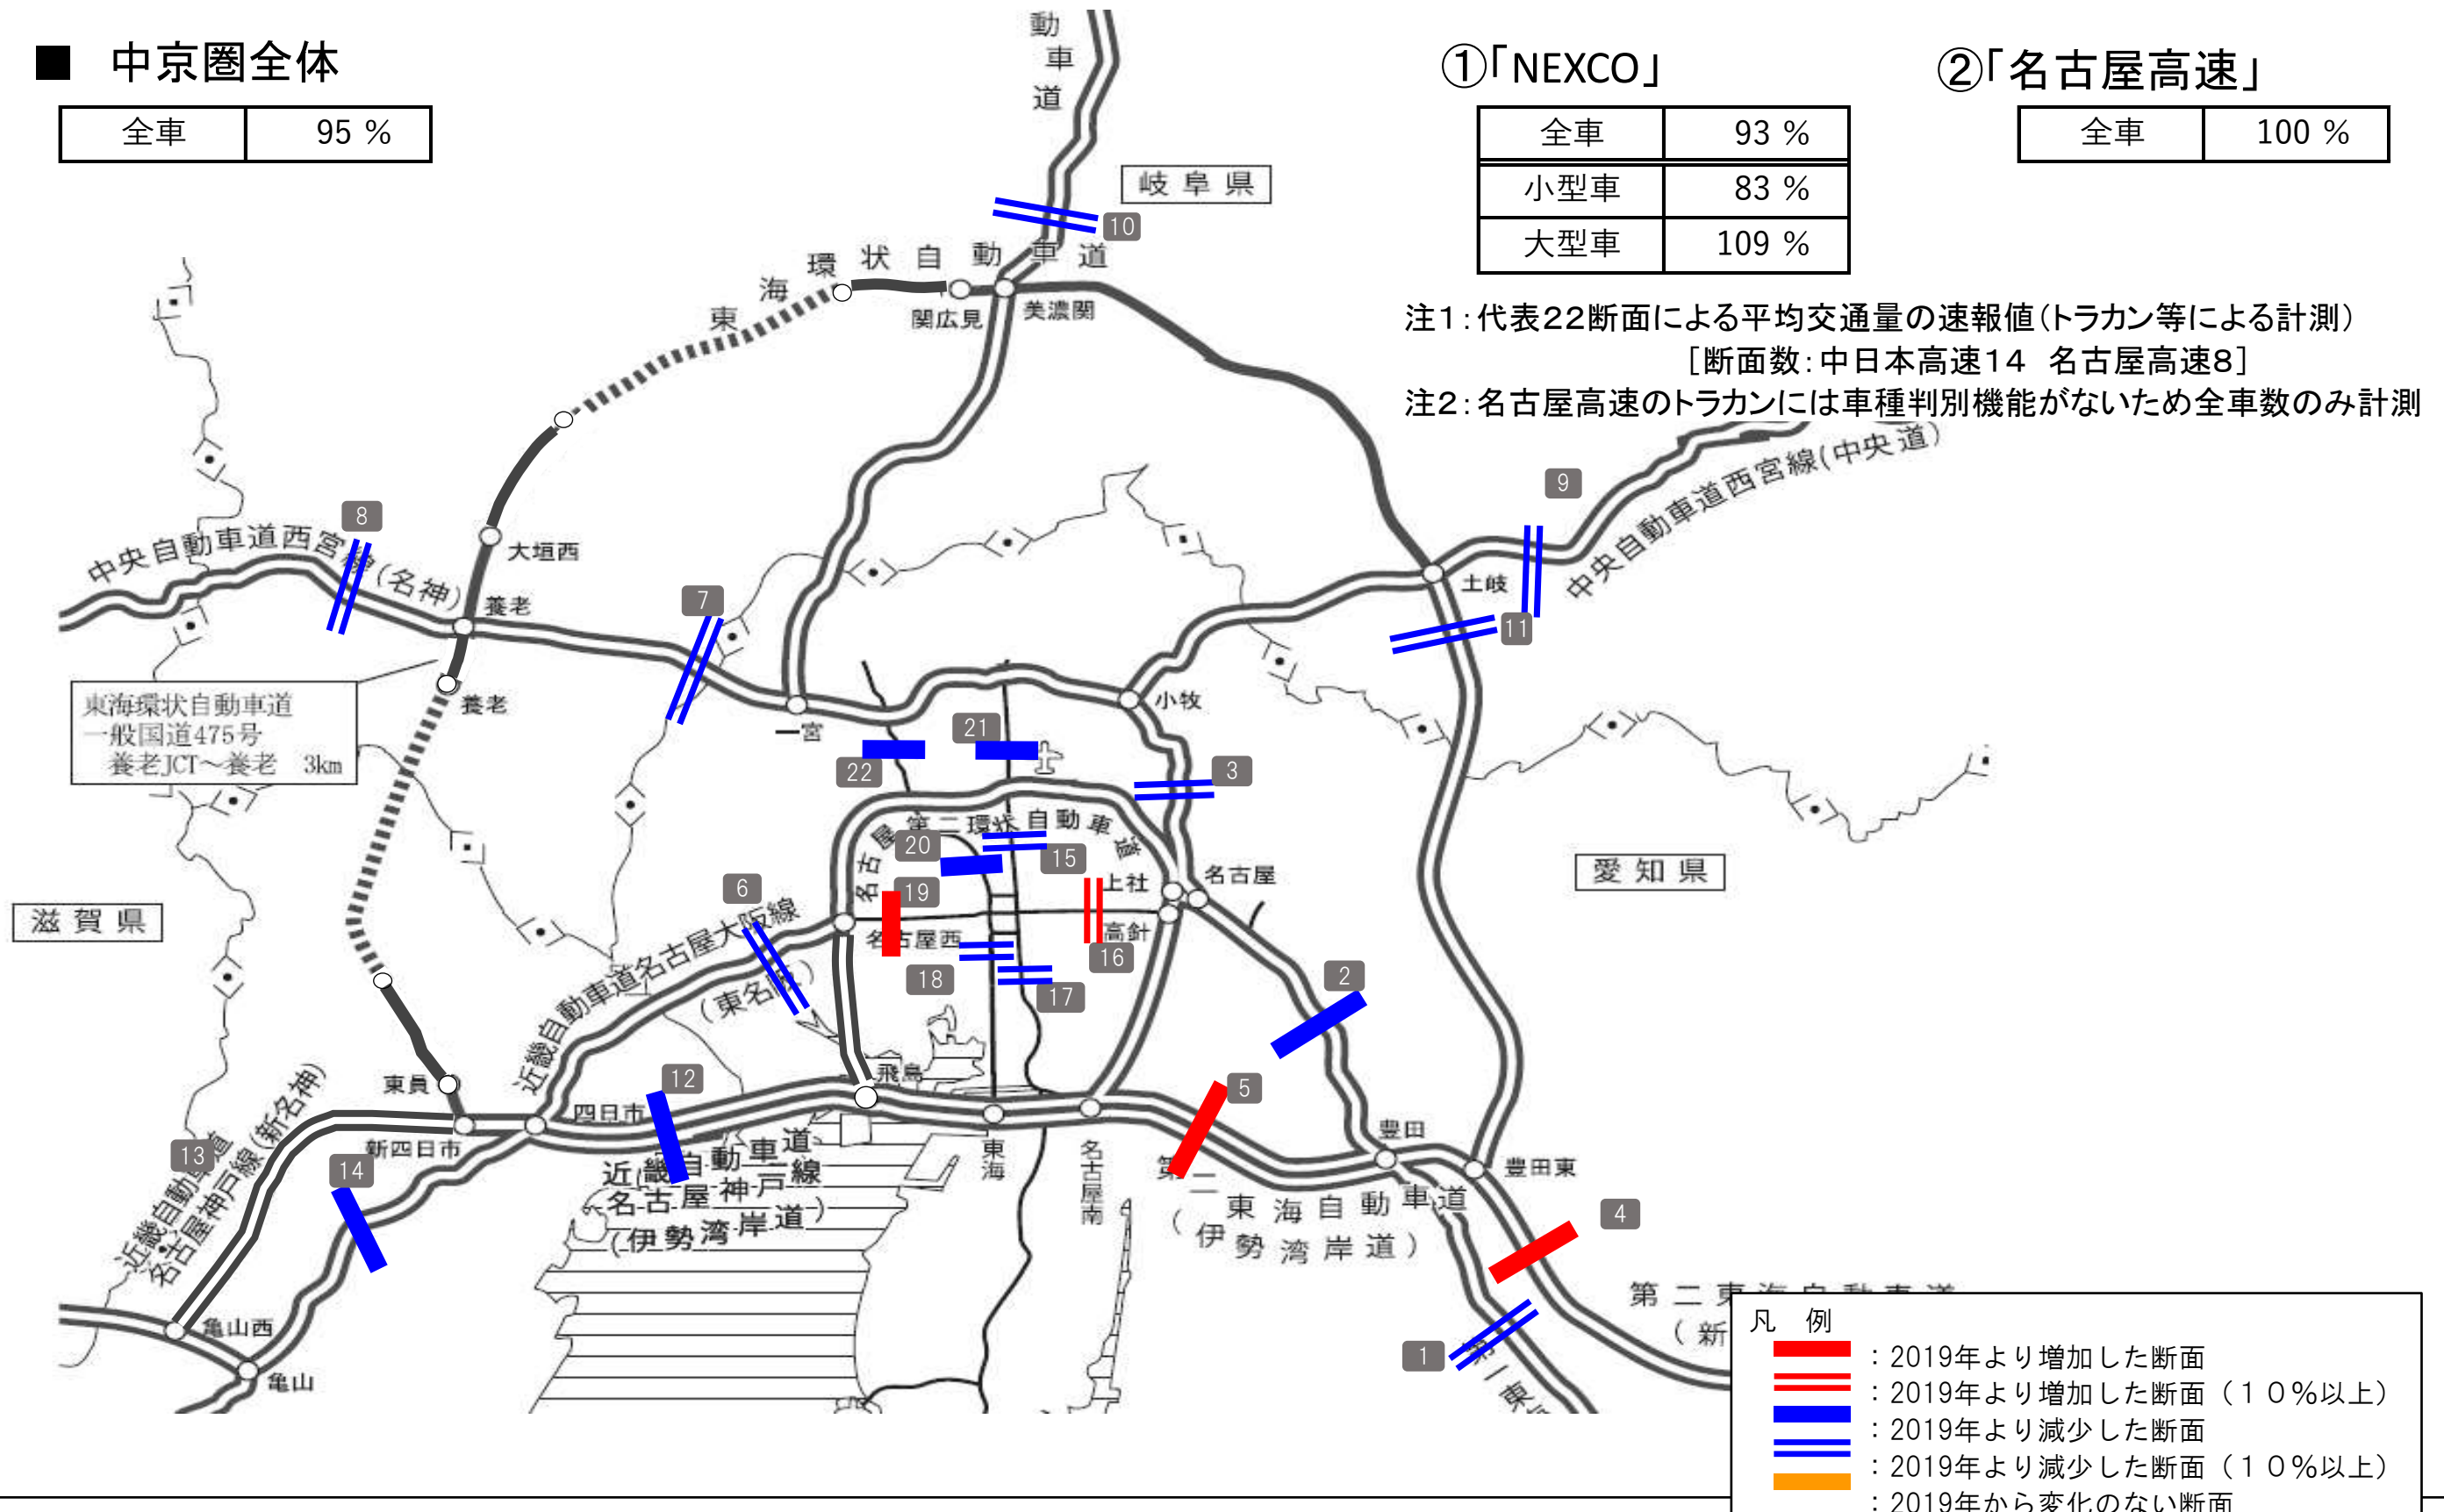 ■ 中京圏全体
全車 95 %
①「NEXCO」
全車 93 %
小型車 83 %
大型車 109 %
②「名古屋高速」
全車 100 %
注1：代表22断面による平均交通量の速報値（トラカン等による計測）
［断面数：中日本高速14 名古屋高速8］
注2：名古屋高速のトラカンには車種判別機能がないため全車数のみ計測
動車道
岐阜県
10
東海環状自動車道
関広見
美濃関
9
中央自動車道西宮線(中央道)
8
中央自動車道西宮線(名神)
大垣西
養老
土岐
11
7
東海環状自動車道
一般国道475号
養老JCT～養老 3km
養老
一宮
小牧
21
22
3
名古屋第二環状自動車道
20
15
上社
名古屋
愛知県
19
6
滋賀県
近畿自動車道名古屋大阪線
(東名阪)
名古屋西
高針
16
18
17
2
飛島
東員
12
5
四日市
新四日市
13
14
近畿自動車道
名古屋神戸線(新名神)
近畿自動車道
名古屋神戸線
(伊勢湾岸道)
東海
名古屋南
豊田
豊田東
第二東海自動車道
(伊勢湾岸道)
4
亀山西
亀山
1
第一東
第二東海自動車道
(新
凡 例
：2019年より増加した断面
：2019年より増加した断面（１０%以上）
：2019年より減少した断面
：2019年より減少した断面（１０%以上）
：2019年から変化のない断面